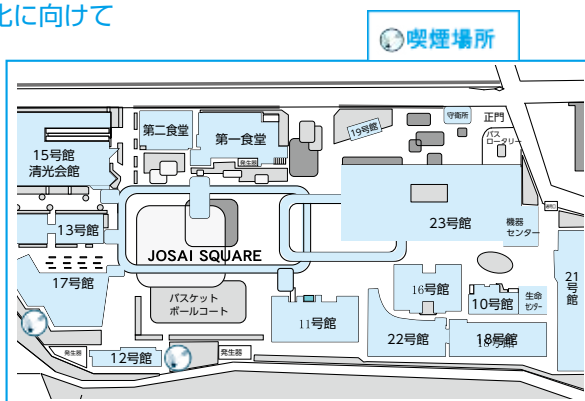 化に向けて
喫煙場所
第二食堂
第一食堂
発生器
19号館
守衛所
正門
バス
ロータリー
15号館
清光会館
13号館
JOSAI SQUARE
23号館
機器
センター
21
号
館
17号館
バスケット
ボールコート
16号館
10号館
生命
センター
11号館
22号館
18号館
発生器
12号館
発生器